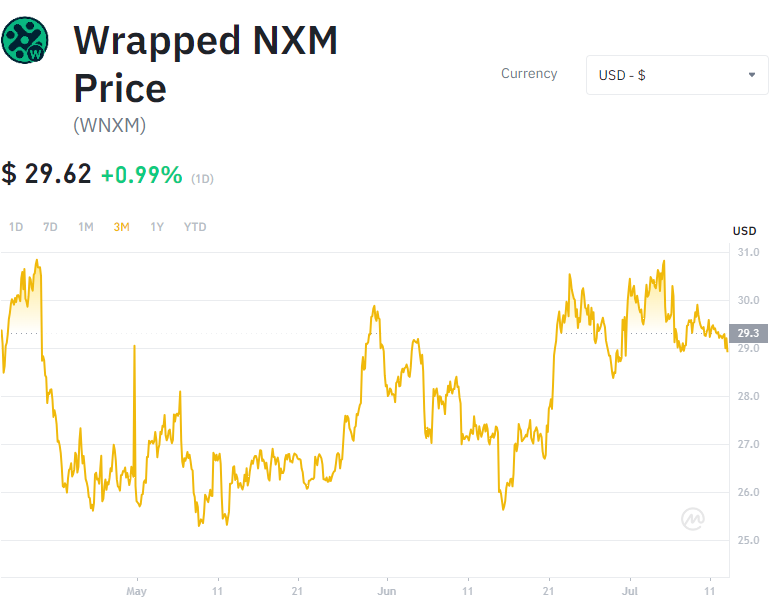 Wrapped NXM
Price
(WNXM)
Currency
USD - $
$ 29.62 +0.99% (1D)
1D 7D 1M 3M 1Y YTD
USD
31.0
30.0
29.3
29.0
28.0
27.0
26.0
25.0
May 11 21 Jun 11 21 Jul 11
W